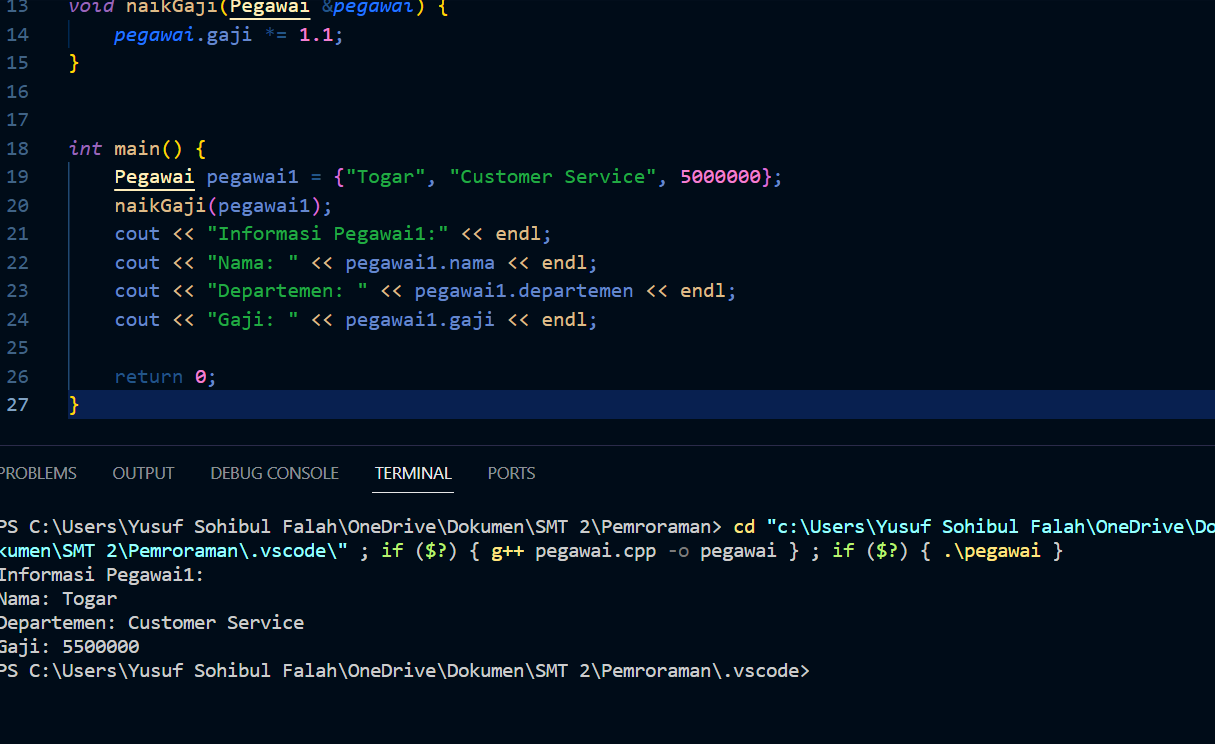 13 void naikGaji(Pegawai &pegawai) {
14     pegawai.gaji *= 1.1;
15 }
16
17
18 int main() {
19     Pegawai pegawai1 = {"Togar", "Customer Service", 5000000};
20     naikGaji(pegawai1);
21     cout << "Informasi Pegawai1:" << endl;
22     cout << "Nama: " << pegawai1.nama << endl;
23     cout << "Departemen: " << pegawai1.departemen << endl;
24     cout << "Gaji: " << pegawai1.gaji << endl;
25
26     return 0;
27 }
PROBLEMS OUTPUT DEBUG CONSOLE TERMINAL PORTS
PS C:\Users\Yusuf Sohibul Falah\OneDrive\Dokumen\SMT 2\Pemroraman> cd "c:\Users\Yusuf Sohibul Falah\OneDrive\Do
kumen\SMT 2\Pemroraman\.vscode\" ; if ($?) { g++ pegawai.cpp -o pegawai } ; if ($?) { .\pegawai }
Informasi Pegawai1:
Nama: Togar
Departemen: Customer Service
Gaji: 5500000
PS C:\Users\Yusuf Sohibul Falah\OneDrive\Dokumen\SMT 2\Pemroraman\.vscode>